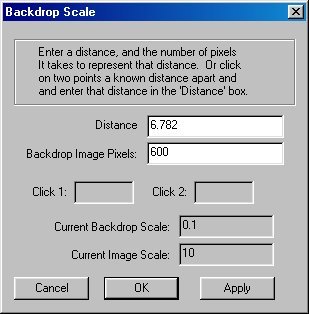 Backdrop Scale
Enter a distance, and the number of pixels
It takes to represent that distance. Or click
on two points a known distance apart and
and enter that distance in the 'Distance' box.
Distance 6.782
Backdrop Image Pixels: 600
Click 1: Click 2:
Current Backdrop Scale: 0.1
Current Image Scale: 10
Cancel OK Apply